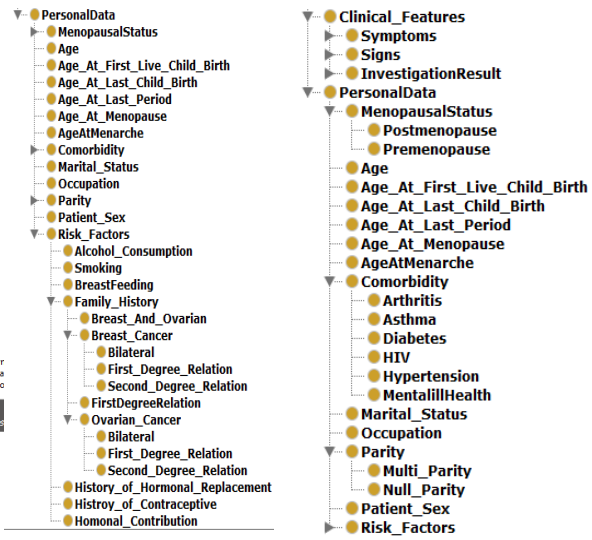 PersonalData
MenopausalStatus
Age
Age_At_First_Live_Child_Birth
Age_At_Last_Child_Birth
Age_At_Last_Period
Age_At_Menopause
AgeAtMenarche
Comorbidity
Marital_Status
Occupation
Parity
Patient_Sex
Risk_Factors
Alcohol_Consumption
Smoking
BreastFeeding
Family_History
Breast_And_Ovarian
Breast_Cancer
Bilateral
First_Degree_Relation
Second_Degree_Relation
FirstDegreeRelation
Ovarian_Cancer
Bilateral
First_Degree_Relation
Second_Degree_Relation
History_of_Hormonal_Replacement
Histroy_of_Contraceptive
Homonal_Contribution
Clinical_Features
Symptoms
Signs
InvestigationResult
PersonalData
MenopausalStatus
Postmenopause
Premenopause
Age
Age_At_First_Live_Child_Birth
Age_At_Last_Child_Birth
Age_At_Last_Period
Age_At_Menopause
AgeAtMenarche
Comorbidity
Arthritis
Asthma
Diabetes
HIV
Hypertension
MentalillHealth
Marital_Status
Occupation
Parity
Multi_Parity
Null_Parity
Patient_Sex
Risk_Factors